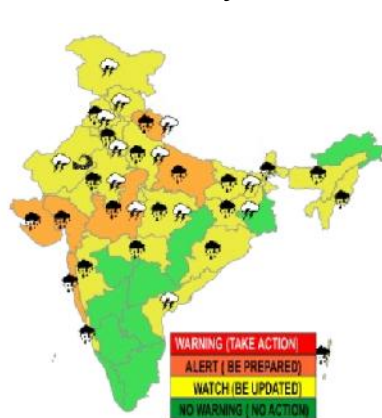 WARNING (TAKE ACTION)
ALERT ( BE PREPARED)
WATCH (BE UPDATED)
NO WARNING ( NO ACTION)